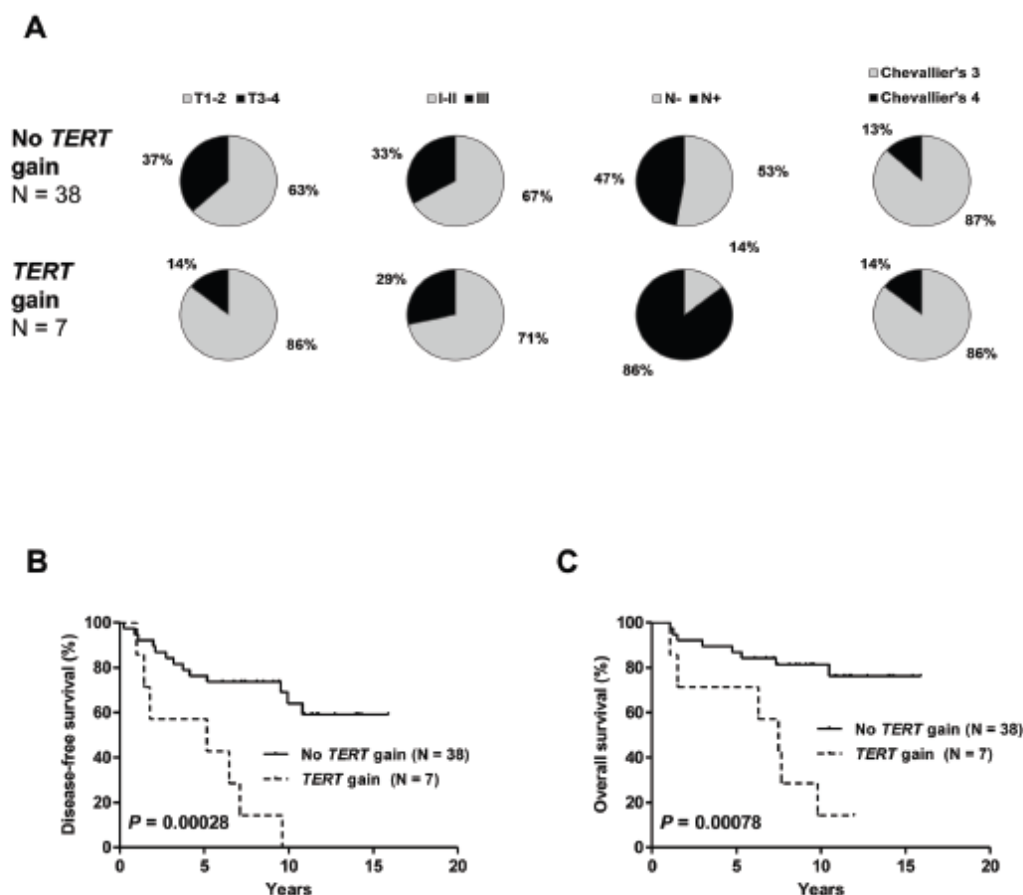 A
T1-2 T3-4
I-II III
N- N+
Chevallier's 3
Chevallier's 4
No TERT
gain
N = 38
37%
63%
33%
67%
47%
53%
13%
87%
TERT
gain
N = 7
14%
86%
29%
71%
14%
86%
14%
86%
B
Disease-free survival (%)
100
80
60
40
20
0
No TERT gain (N = 38)
TERT gain (N = 7)
P = 0.00028
0 5 10 15 20
Years
C
Overall survival (%)
100
80
60
40
20
0
No TERT gain (N = 38)
TERT gain (N = 7)
P = 0.00078
0 5 10 15 20
Years